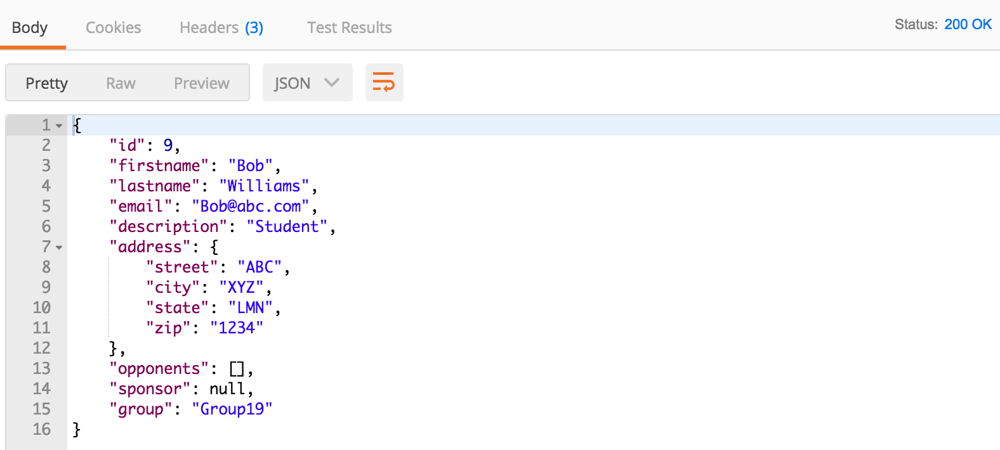 Body Cookies Headers (3) Test Results Status: 200 OK
Pretty Raw Preview JSON
1 {
2 "id": 9,
3 "firstname": "Bob",
4 "lastname": "Williams",
5 "email": "Bob@abc.com",
6 "description": "Student",
7 "address": {
8 "street": "ABC",
9 "city": "XYZ",
10 "state": "LMN",
11 "zip": "1234"
12 },
13 "opponents": [],
14 "sponsor": null,
15 "group": "Group19"
16 }